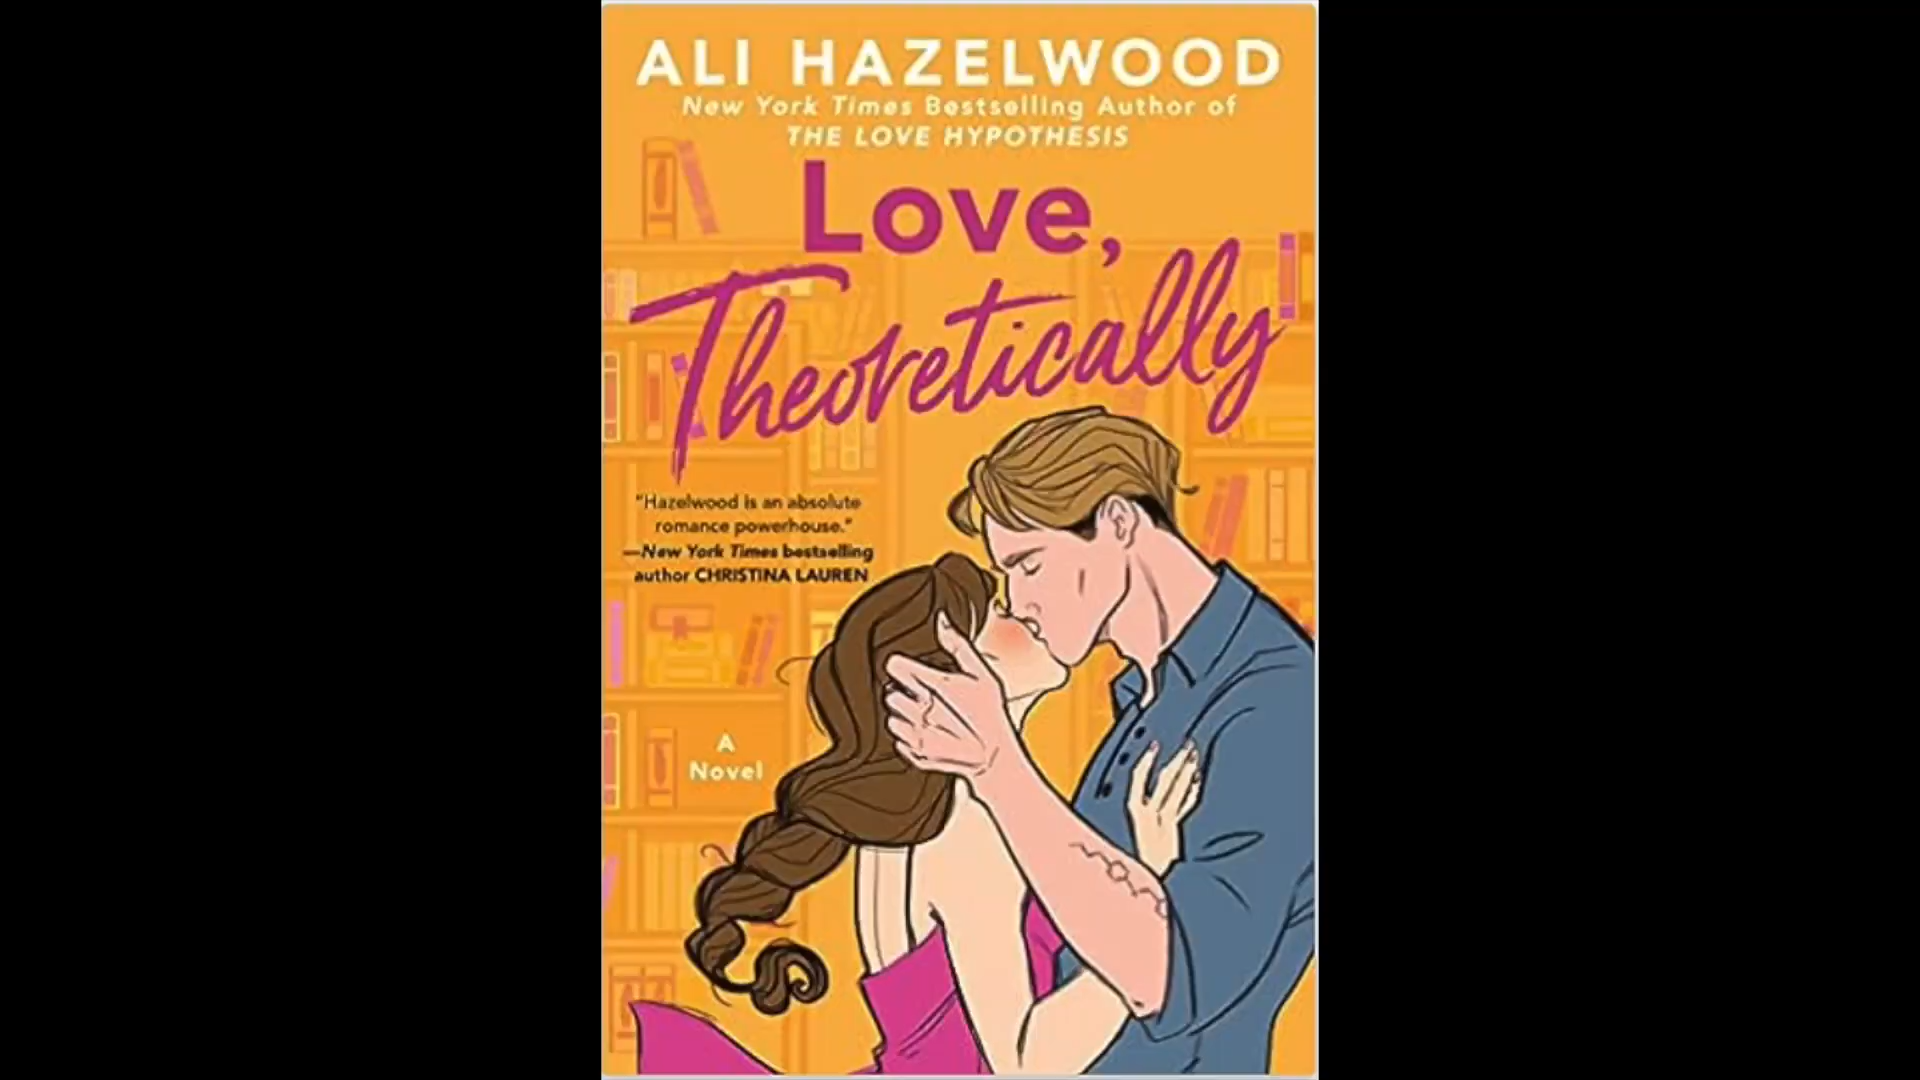 ALI HAZELWOOD
New York Times Bestselling Author of
THE LOVE HYPOTHESIS
Love,
Theoretically
"Hazelwood is an absolute
romance powerhouse."
—New York Times bestselling
author CHRISTINA LAUREN
A
Novel